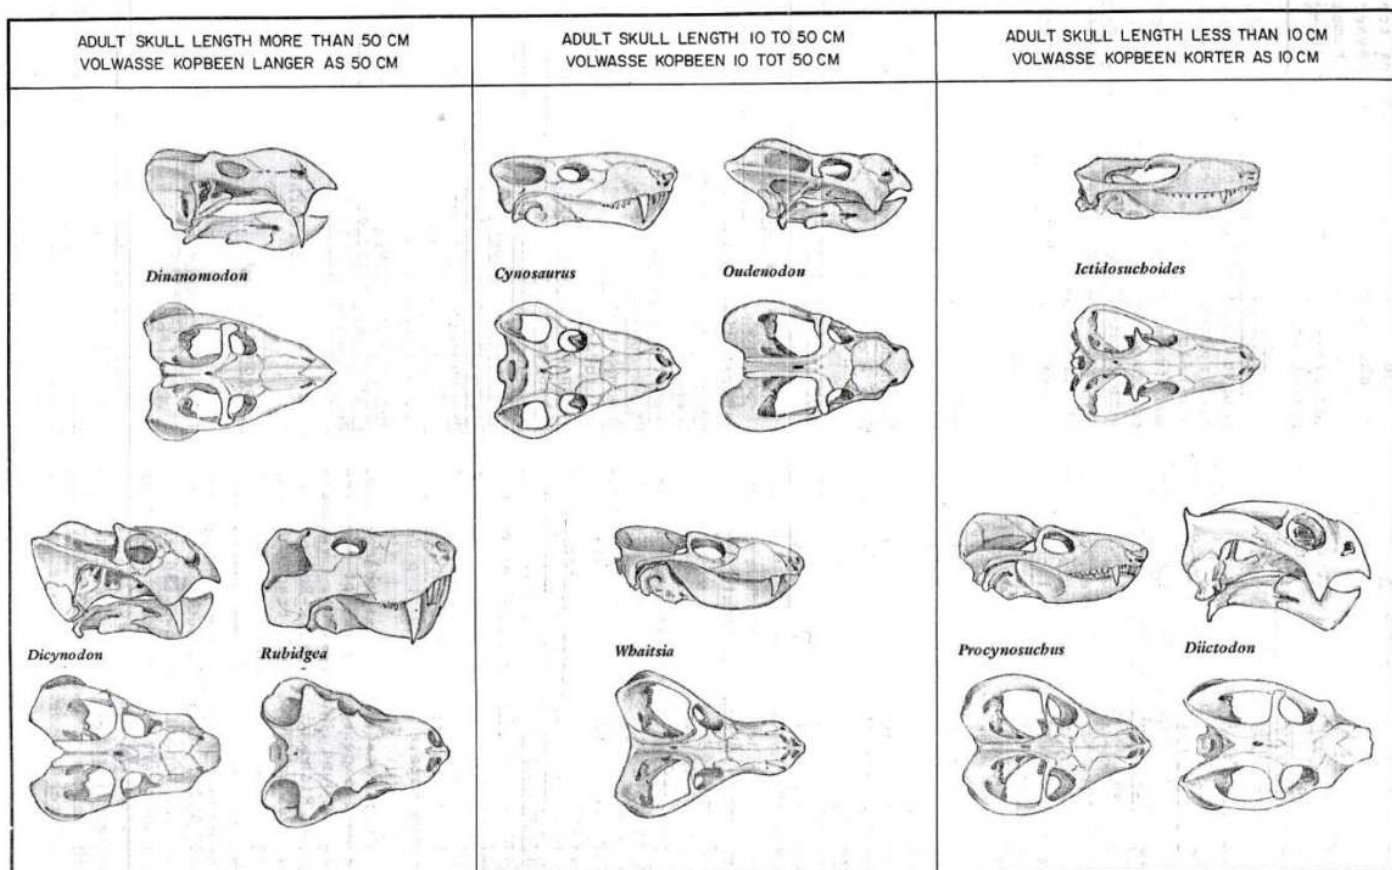 ADULT SKULL LENGTH MORE THAN 50 CM
VOLWASSE KOPBEEN LANGER AS 50 CM
ADULT SKULL LENGTH 10 TO 50 CM
VOLWASSE KOPBEEN 10 TOT 50 CM
ADULT SKULL LENGTH LESS THAN 10 CM
VOLWASSE KOPBEEN KORTER AS 10 CM
Dinanomodon
Cynosaurus
Oudenodon
Ictidosuchoides
Dicynodon
Rubidgea
Whaitsia
Procynosuchus
Diictodon